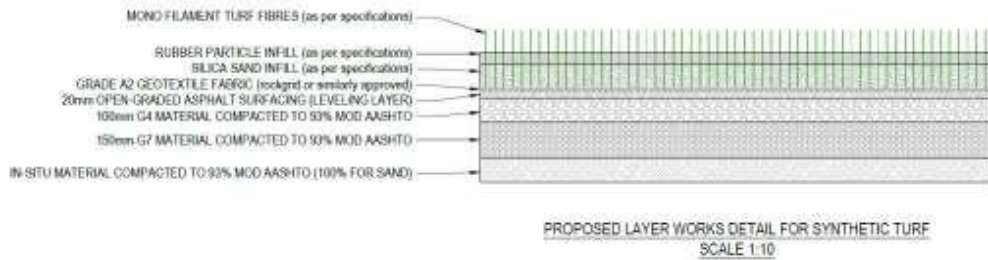 MONO FILAMENT TURF FIBRES (as per specifications)
RUBBER PARTICLE INFILL (as per specifications)
SILICA SAND INFILL (as per specifications)
GRADE A2 GEOTEXTILE FABRIC (rockgrid or similarly approved)
20mm OPEN-GRADED ASPHALT SURFACING (LEVELING LAYER)
100mm G4 MATERIAL COMPACTED TO 93% MOD AASHTO
150mm G7 MATERIAL COMPACTED TO 93% MOD AASHTO
IN-SITU MATERIAL COMPACTED TO 93% MOD AASHTO (100% FOR SAND)
PROPOSED LAYER WORKS DETAIL FOR SYNTHETIC TURF
SCALE 1:10